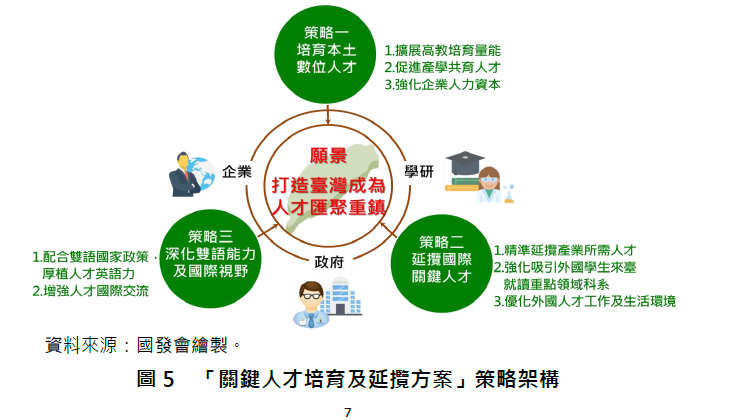 策略一
培育本土
數位人才
1.擴展高教培育量能
2.促進產學共育人才
3.強化企業人力資本
願景
打造臺灣成為
人才匯聚重鎮
企業
學研
政府
策略三
深化雙語能力
及國際視野
1.配合雙語國家政策，
厚植人才英語力
2.增強人才國際交流
策略二
延攬國際
關鍵人才
1.精準延攬產業所需人才
2.強化吸引外國學生來臺
就讀重點領域科系
3.優化外國人才工作及生活環境
資料來源：國發會繪製。
圖 5 「關鍵人才培育及延攬方案」策略架構
7